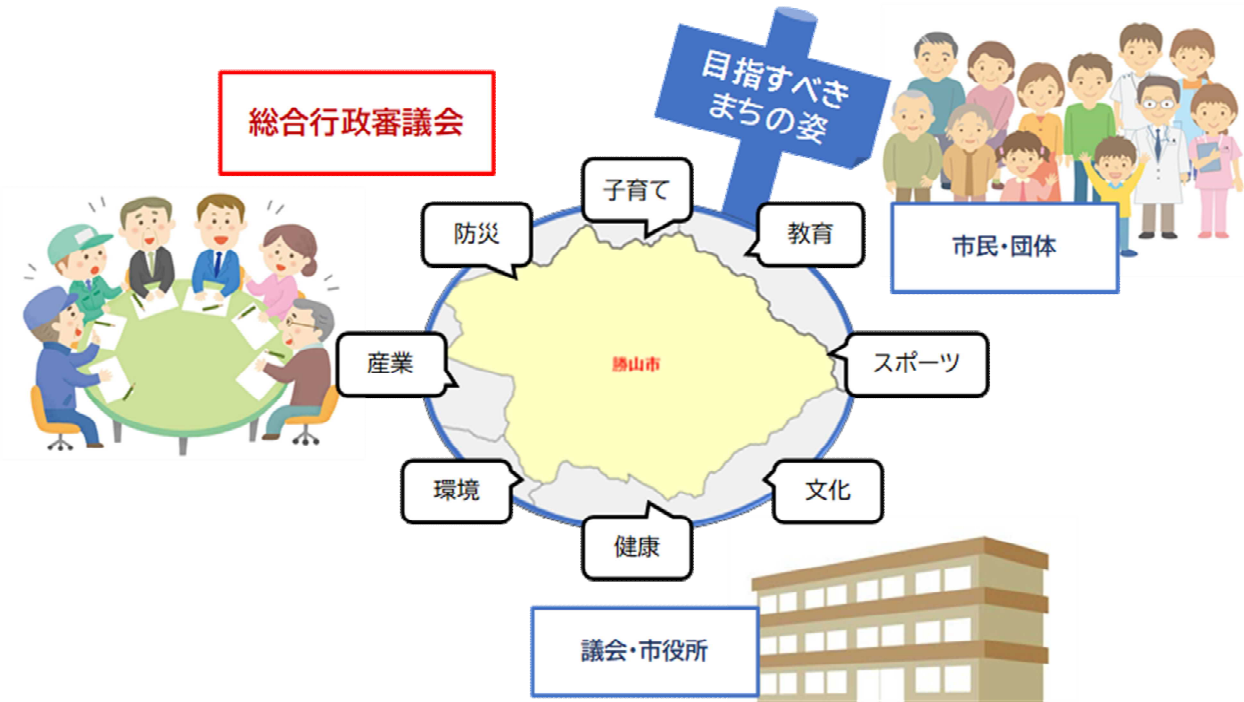 目指すべき
まちの姿
総合行政審議会
子育て
防災
教育
市民・団体
産業
勝山市
スポーツ
環境
文化
健康
議会・市役所